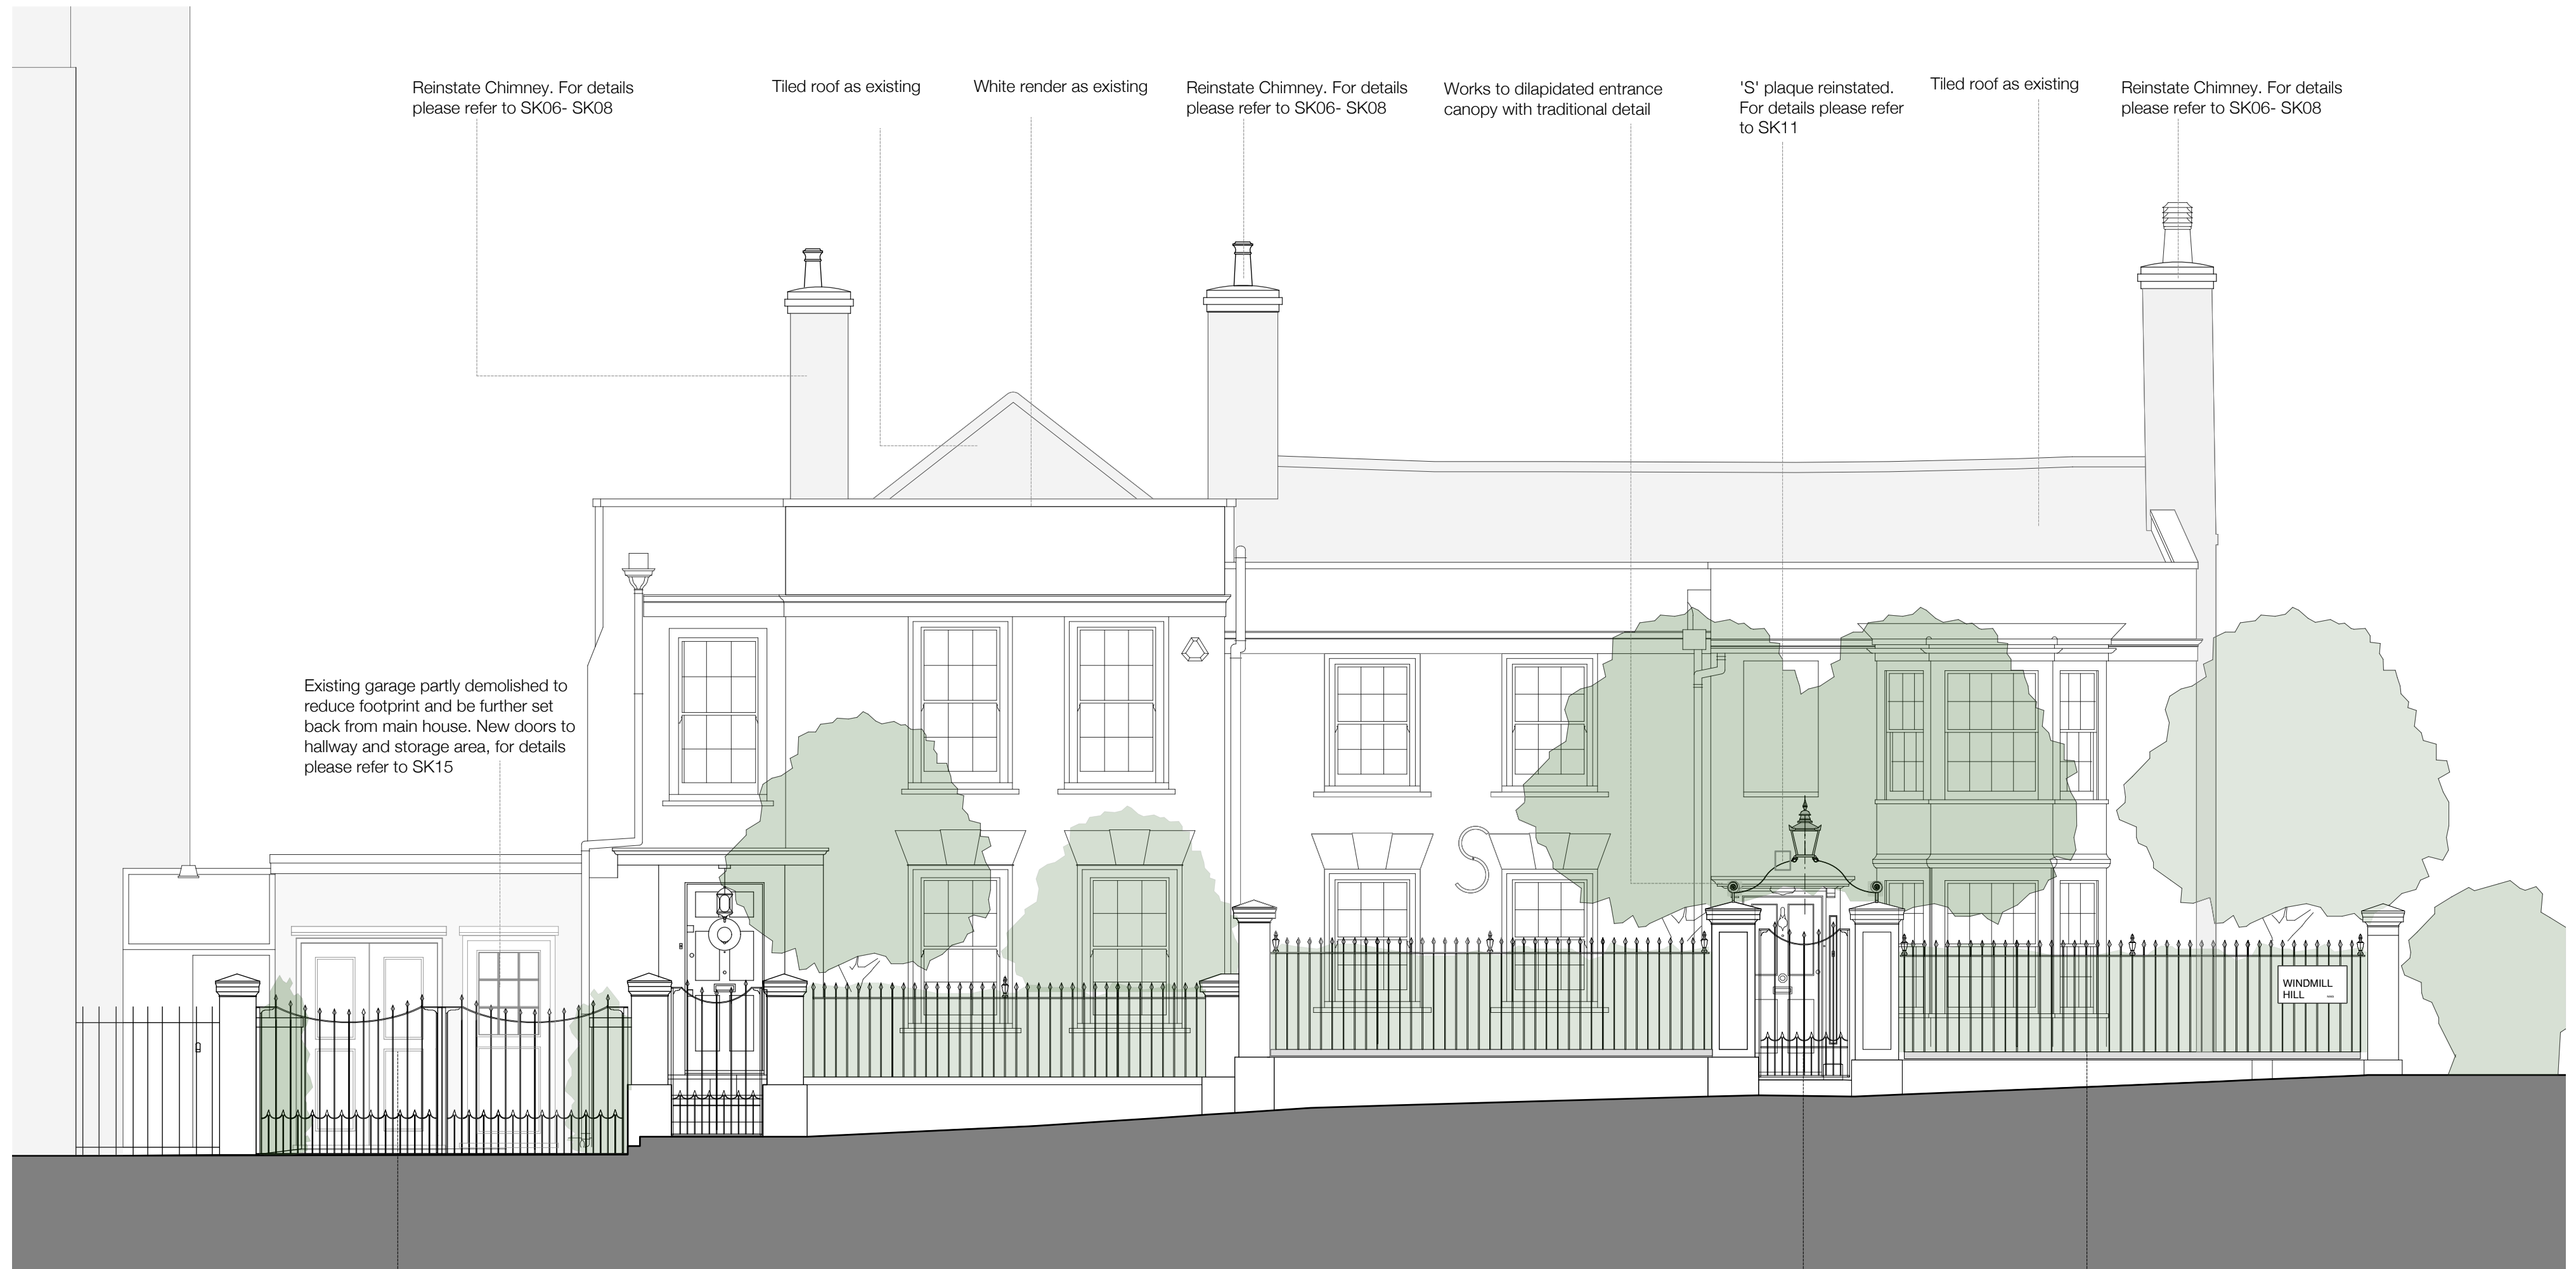 Reinstate Chimney. For details
please refer to SK06- SK08
Tiled roof as existing
White render as existing
Reinstate Chimney. For details
please refer to SK06- SK08
Works to dilapidated entrance
canopy with traditional detail
'S' plaque reinstated.
For details please refer
to SK11
Tiled roof as existing
Reinstate Chimney. For details
please refer to SK06- SK08
Existing garage partly demolished to
reduce footprint and be further set
back from main house. New doors to
hallway and storage area, for details
please refer to SK15
S
WINDMILL
HILL